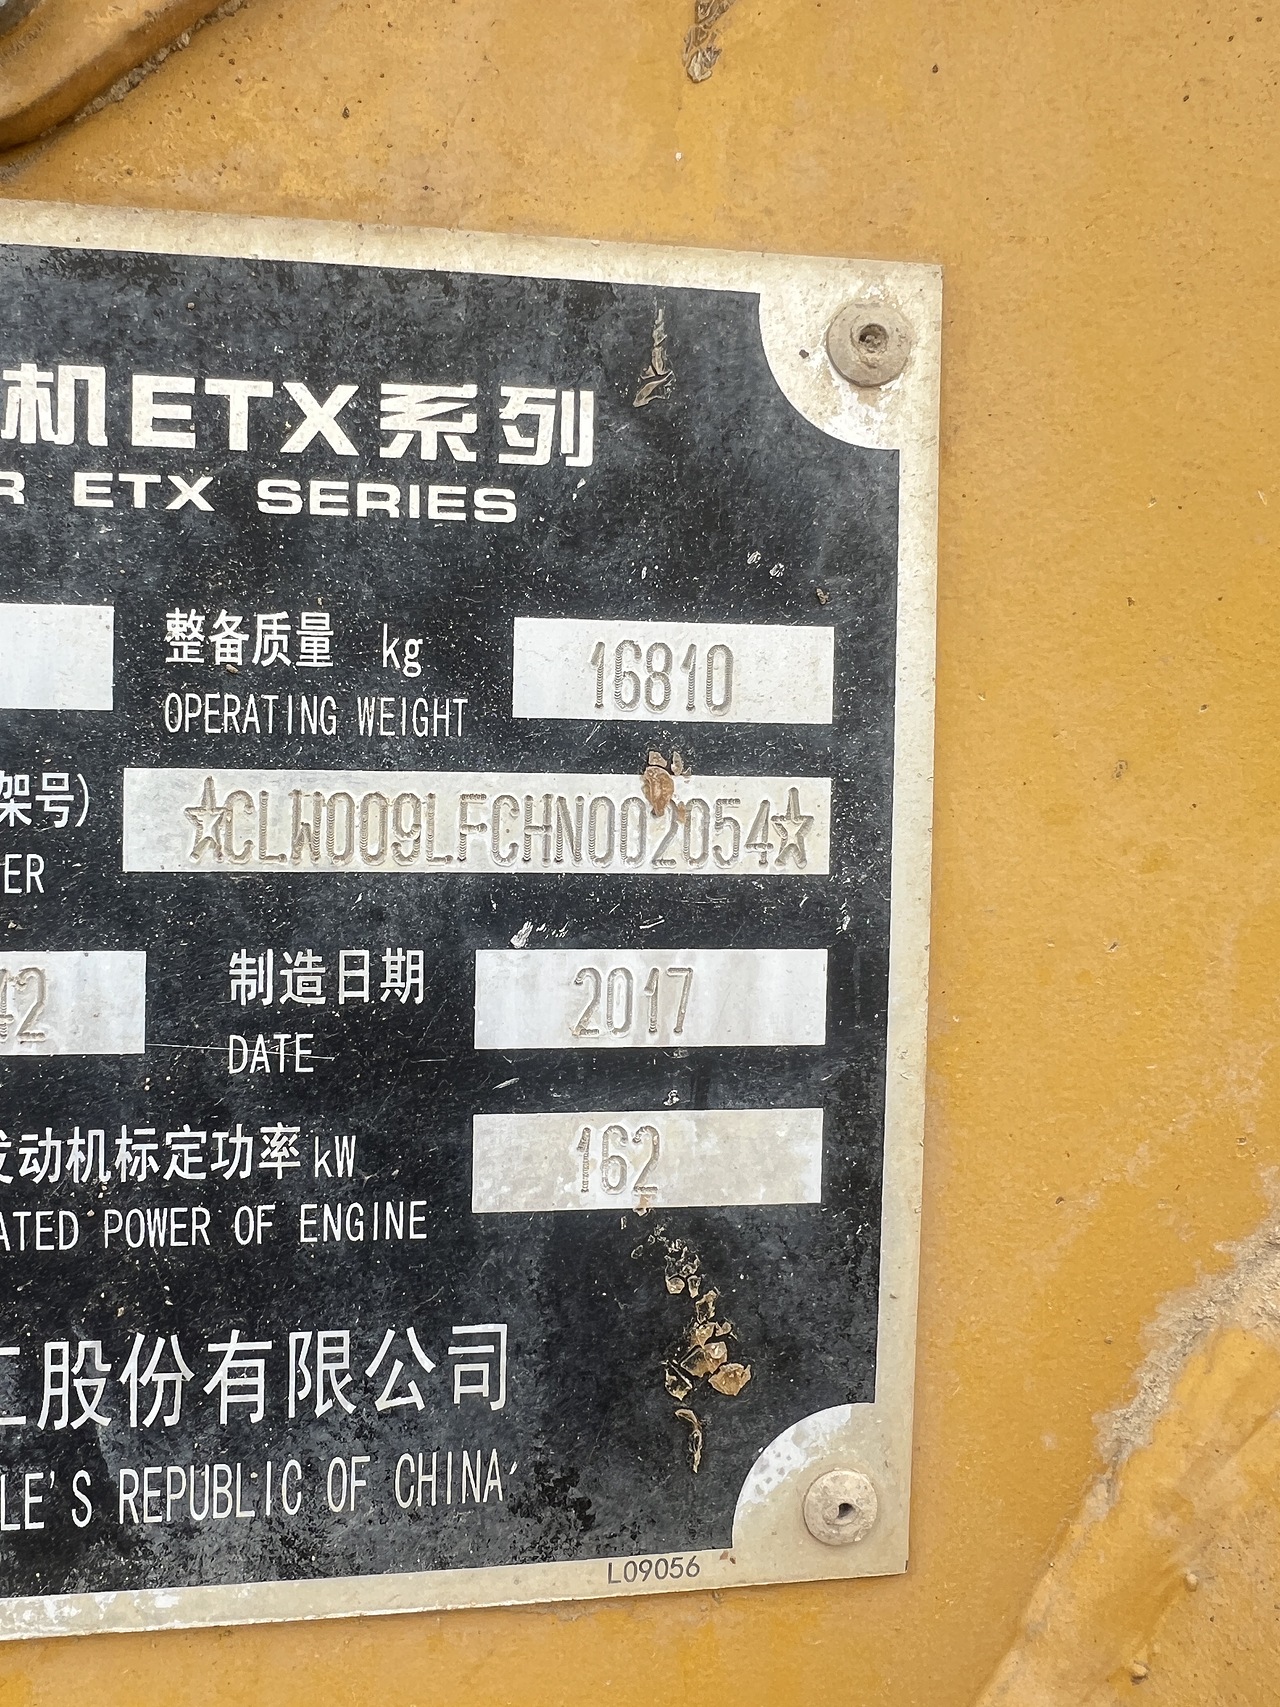 机ETX系列
R ETX SERIES
整备质量 kg
OPERATING WEIGHT
16810
架号)
ER
☆CLW009LFCHN002054☆
42
制造日期
DATE
2017
发动机标定功率kW
ATED POWER OF ENGINE
162
工股份有限公司
LE'S REPUBLIC OF CHINA
L09056